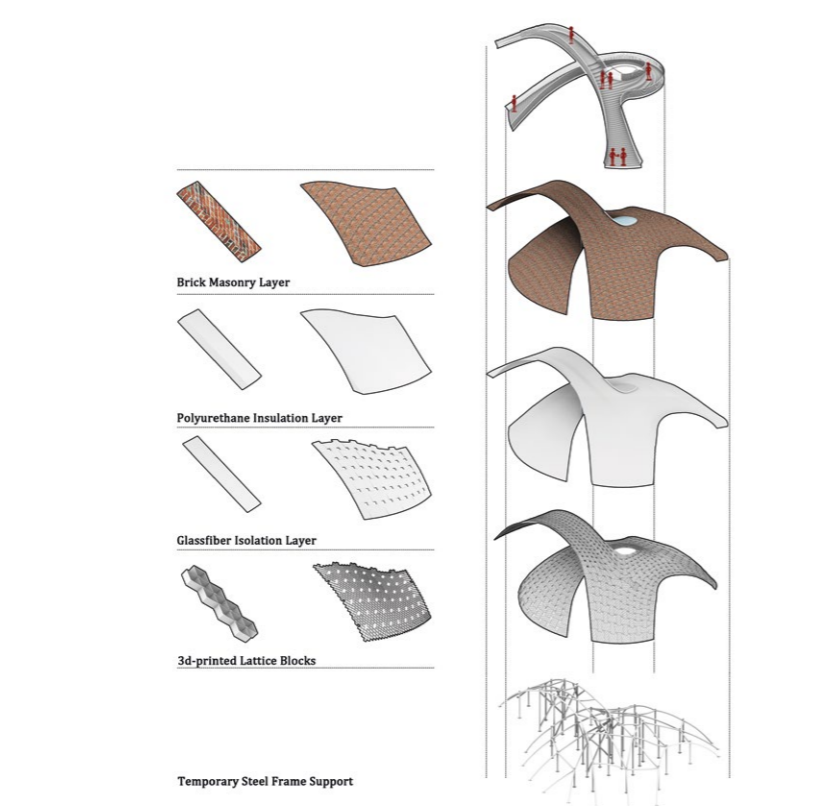 Brick Masonry Layer
Polyurethane Insulation Layer
Glassfiber Isolation Layer
3d-printed Lattice Blocks
Temporary Steel Frame Support